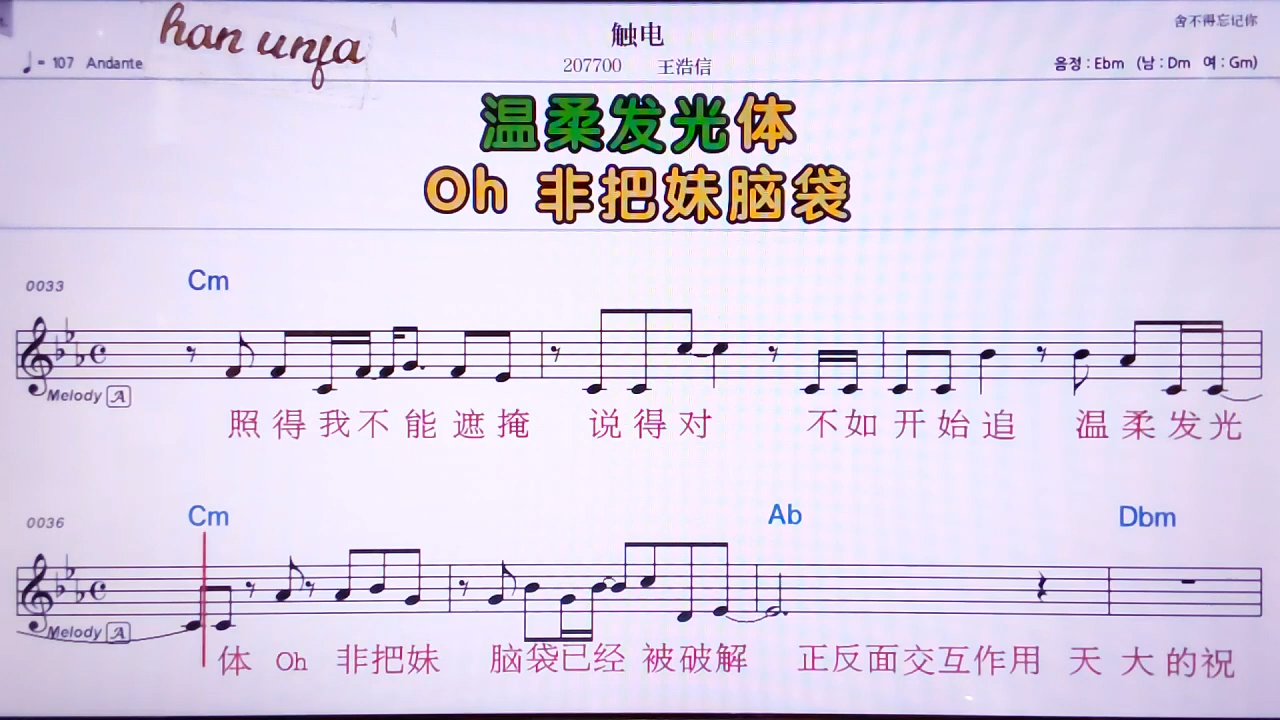 han unfa
触电
舍不得忘记你
♩= 107 Andante
207700 王浩信
음정 : Ebm (남 : Dm 여 : Gm)
温柔发光体
Oh 非把妹脑袋
0033
Cm
Melody A
照得我不能遮掩 说得对 不如开始追 温柔发光
0036
Cm Ab Dbm
Melody A
体 Oh 非把妹 脑袋已经被破解 正反面交互作用 天大的祝